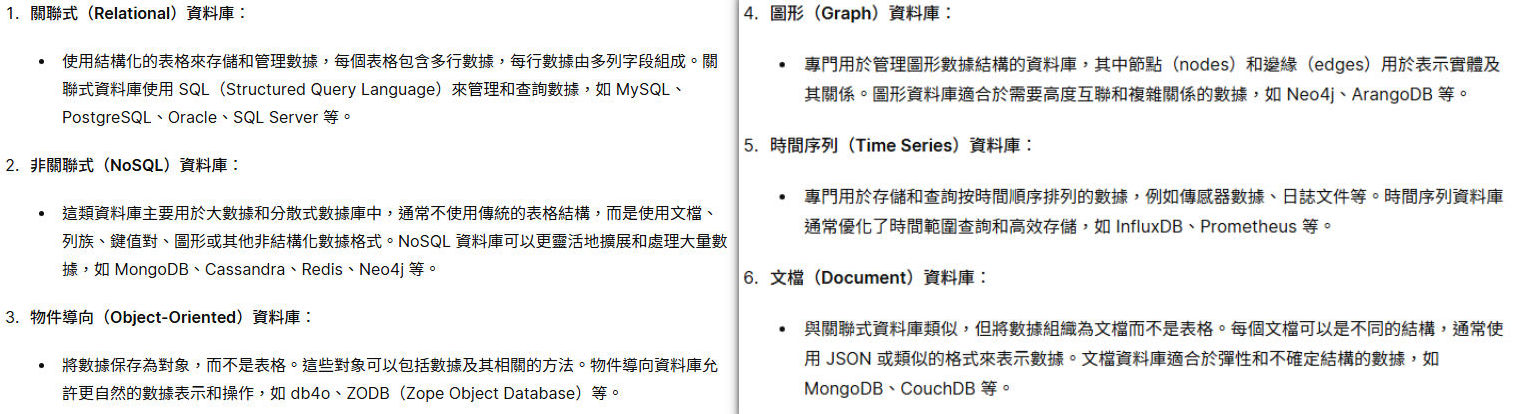 1. 關聯式（Relational）資料庫：
• 使用結構化的表格來存儲和管理數據，每個表格包含多行數據，每行數據由多列字段組成。關
聯式資料庫使用 SQL（Structured Query Language）來管理和查詢數據，如 MySQL、
PostgreSQL、Oracle、SQL Server 等。
2. 非關聯式（NoSQL）資料庫：
• 這類資料庫主要用於大數據和分散式數據庫中，通常不使用傳統的表格結構，而是使用文檔、
列族、鍵值對、圖形或其他非結構化數據格式。NoSQL 資料庫可以更靈活地擴展和處理大量數
據，如 MongoDB、Cassandra、Redis、Neo4j 等。
3. 物件導向（Object-Oriented）資料庫：
• 將數據保存為對象，而不是表格。這些對象可以包括數據及其相關的方法。物件導向資料庫允
許更自然的數據表示和操作，如 db4o、ZODB（Zope Object Database）等。
4. 圖形（Graph）資料庫：
• 專門用於管理圖形數據結構的資料庫，其中節點（nodes）和邊緣（edges）用於表示實體及
其關係。圖形資料庫適合於需要高度互聯和複雜關係的數據，如 Neo4j、ArangoDB 等。
5. 時間序列（Time Series）資料庫：
• 專門用於存儲和查詢按時間順序排列的數據，例如傳感器數據、日誌文件等。時間序列資料庫
通常優化了時間範圍查詢和高效存儲，如 InfluxDB、Prometheus 等。
6. 文檔（Document）資料庫：
• 與關聯式資料庫類似，但將數據組織為文檔而不是表格。每個文檔可以是不同的結構，通常使
用 JSON 或類似的格式來表示數據。文檔資料庫適合於彈性和不確定結構的數據，如
MongoDB、CouchDB 等。